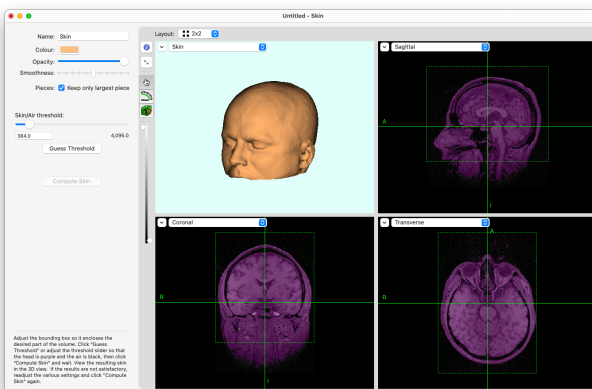 Untitled - Skin
Name: Skin
Colour:
Opacity:
Smoothness:
Pieces: Keep only largest piece
Skin/Air threshold:
384.0 4,095.0
Guess Threshold
Compute Skin
Adjust the bounding box so it encloses the
desired part of the volume. Click "Guess
Threshold" or adjust the threshold slider so that
the head is purple and the air is black, then click
"Compute Skin" and wait. View the resulting skin
in the 3D view. If the results are not satisfactory,
readjust the various settings and click "Compute
Skin" again.
Layout: 2x2
Skin
Sagittal
A
I
Coronal
R
I
Transverse
A
R